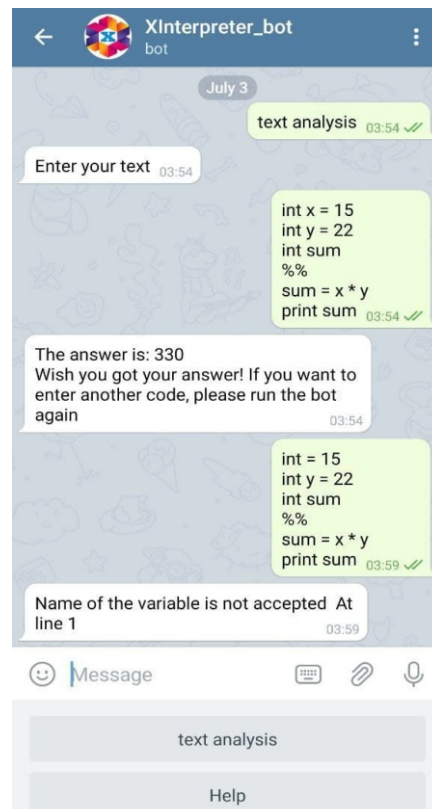 XInterpreter_bot
bot
July 3
text analysis 03:54
Enter your text 03:54
int x = 15
int y = 22
int sum
%%
sum = x * y
print sum 03:54
The answer is: 330
Wish you got your answer! If you want to
enter another code, please run the bot
again 03:54
int = 15
int y = 22
int sum
%%
sum = x * y
print sum 03:59
Name of the variable is not accepted At
line 1 03:59
Message
text analysis
Help